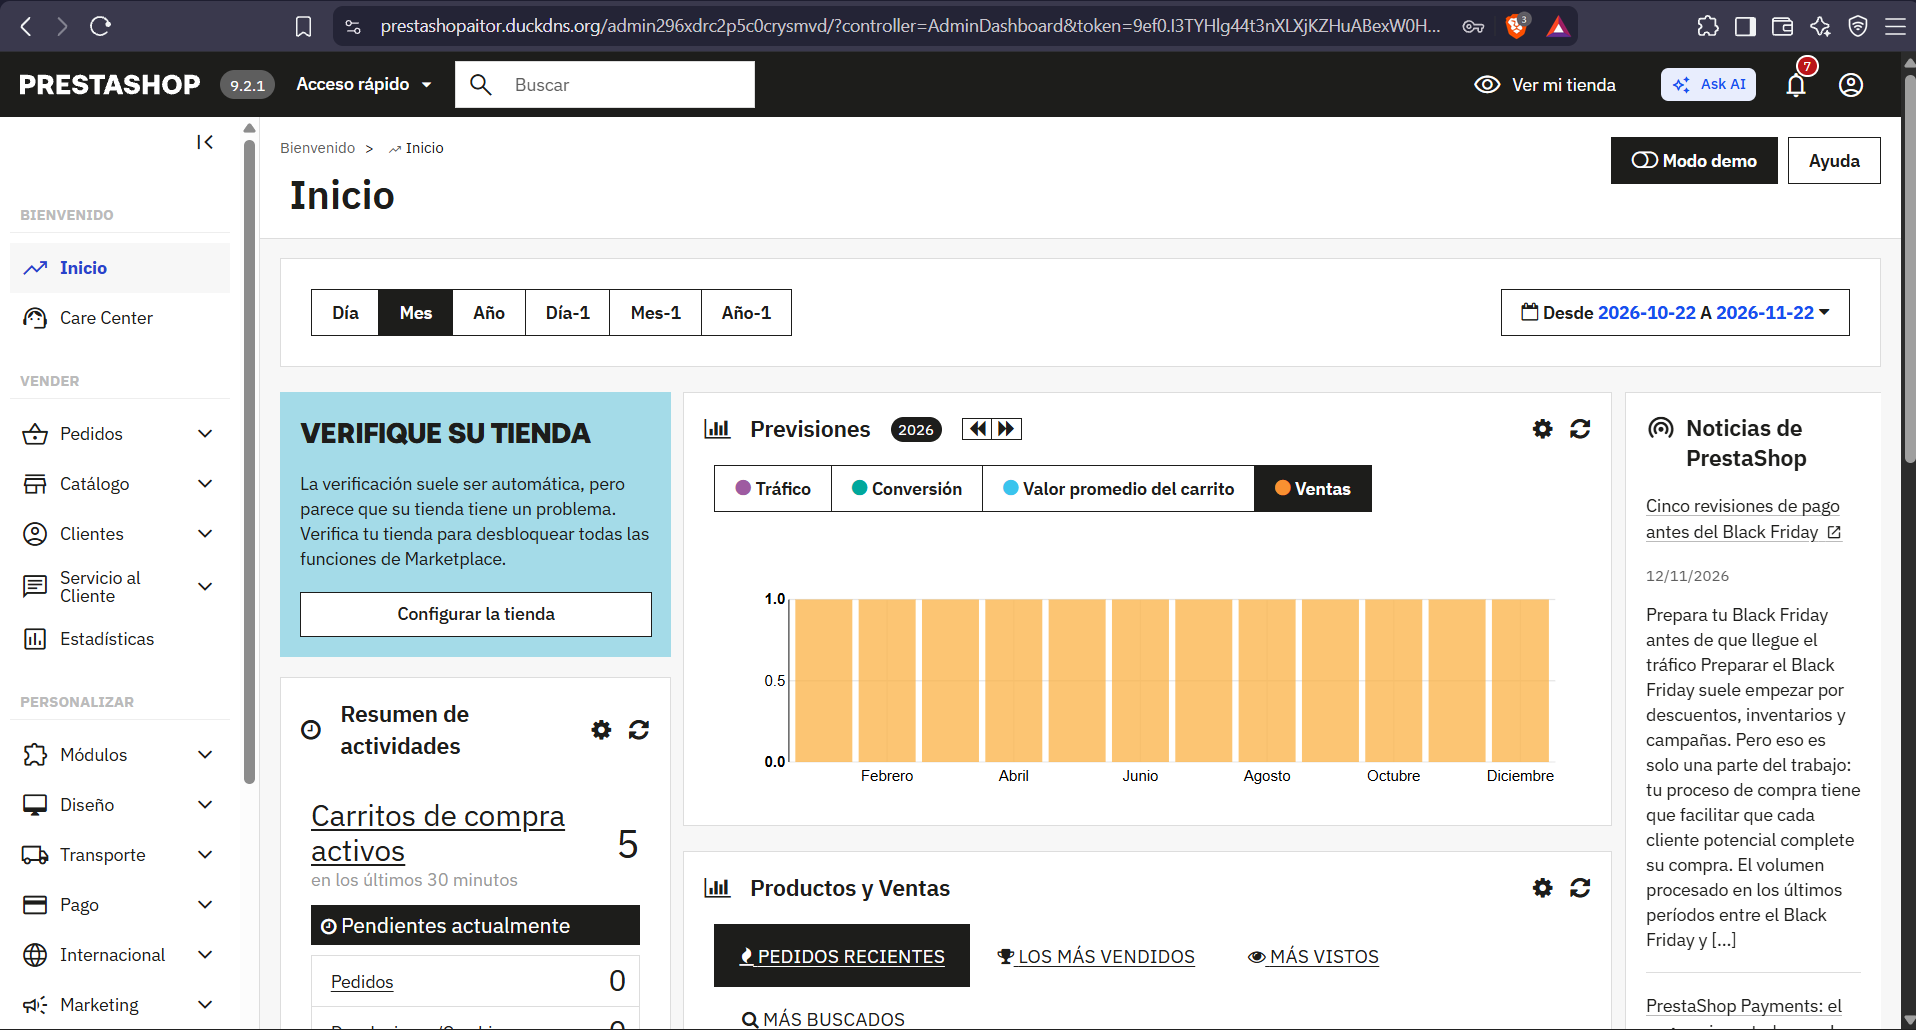 prestashopaitor.duckdns.org/admin296xdrc2p5c0crysmvd/?controller=AdminDashboard&token=9ef0.I3TYHlg44t3nXLXjKZHuABexW0H...
3
PRESTASHOP
9.2.1
Acceso rápido
Buscar
Ver mi tienda
Ask AI
7
Bienvenido > Inicio
Inicio
Modo demo
Ayuda
BIENVENIDO
Inicio
Care Center
VENDER
Pedidos
Catálogo
Clientes
Servicio al
Cliente
Estadísticas
PERSONALIZAR
Módulos
Diseño
Transporte
Pago
Internacional
Marketing
Día
Mes
Año
Día-1
Mes-1
Año-1
Desde 2026-10-22 A 2026-11-22
VERIFIQUE SU TIENDA
La verificación suele ser automática, pero
parece que su tienda tiene un problema.
Verifica tu tienda para desbloquear todas las
funciones de Marketplace.
Configurar la tienda
Resumen de
actividades
Carritos de compra
activos
5
en los últimos 30 minutos
Pendientes actualmente
Pedidos
0
Previsiones
2026
Tráfico
Conversión
Valor promedio del carrito
Ventas
1.0
0.5
0.0
Febrero
Abril
Junio
Agosto
Octubre
Diciembre
Productos y Ventas
PEDIDOS RECIENTES
LOS MÁS VENDIDOS
MÁS VISTOS
MÁS BUSCADOS
Noticias de
PrestaShop
Cinco revisiones de pago
antes del Black Friday
12/11/2026
Prepara tu Black Friday
antes de que llegue el
tráfico Preparar el Black
Friday suele empezar por
descuentos, inventarios y
campañas. Pero eso es
solo una parte del trabajo:
tu proceso de compra tiene
que facilitar que cada
cliente potencial complete
su compra. El volumen
procesado en los últimos
períodos entre el Black
Friday y [...]
PrestaShop Payments: el